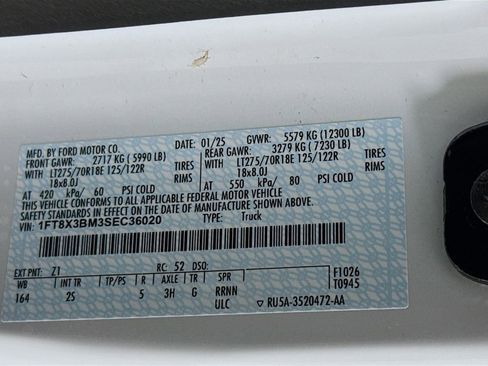 MFD. BY FORD MOTOR CO. DATE: 01/25 GVWR: 5579 KG (12300 LB)
FRONT GAWR: 2717 KG (5990 LB) REAR GAWR: 3279 KG (7230 LB)
WITH LT275/70R18E 125/122R TIRES WITH LT275/70R18E 125/122R TIRES
18x8.0J RIMS 18x8.0J RIMS
AT 420 kPa/ 60 PSI COLD AT 550 kPa/ 80 PSI COLD
THIS VEHICLE CONFORMS TO ALL APPLICABLE FEDERAL MOTOR VEHICLE
SAFETY STANDARDS IN EFFECT ON THE DATE OF MANUFACTURE SHOWN ABOVE.
VIN: 1FT8X3BM3SEC36020 TYPE: Truck
EXT PNT: Z1 RC: 52 DSO:
WB INT TR TP/PS R AXLE TR SPR F1026
164 2S 5 3H G RRNN T0945
ULC RU5A-3520472-AA